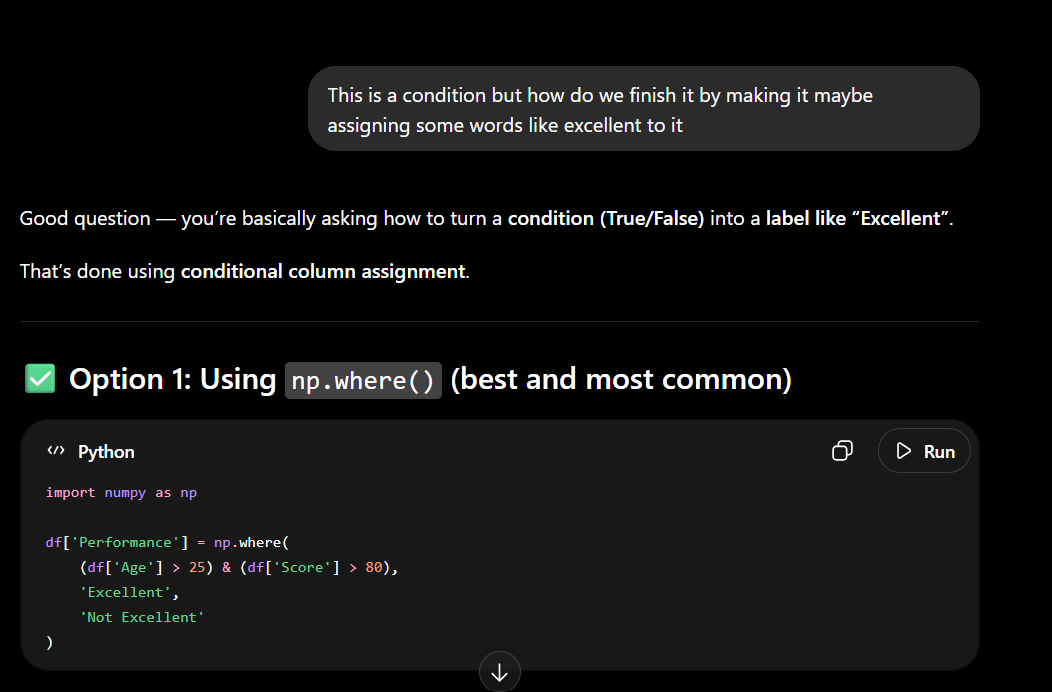 This is a condition but how do we finish it by making it maybe
assigning some words like excellent to it
Good question — you’re basically asking how to turn a condition (True/False) into a label like “Excellent”.
That’s done using conditional column assignment.
Option 1: Using np.where() (best and most common)
Python
Run
import numpy as np
df['Performance'] = np.where(
    (df['Age'] > 25) & (df['Score'] > 80),
    'Excellent',
    'Not Excellent'
)